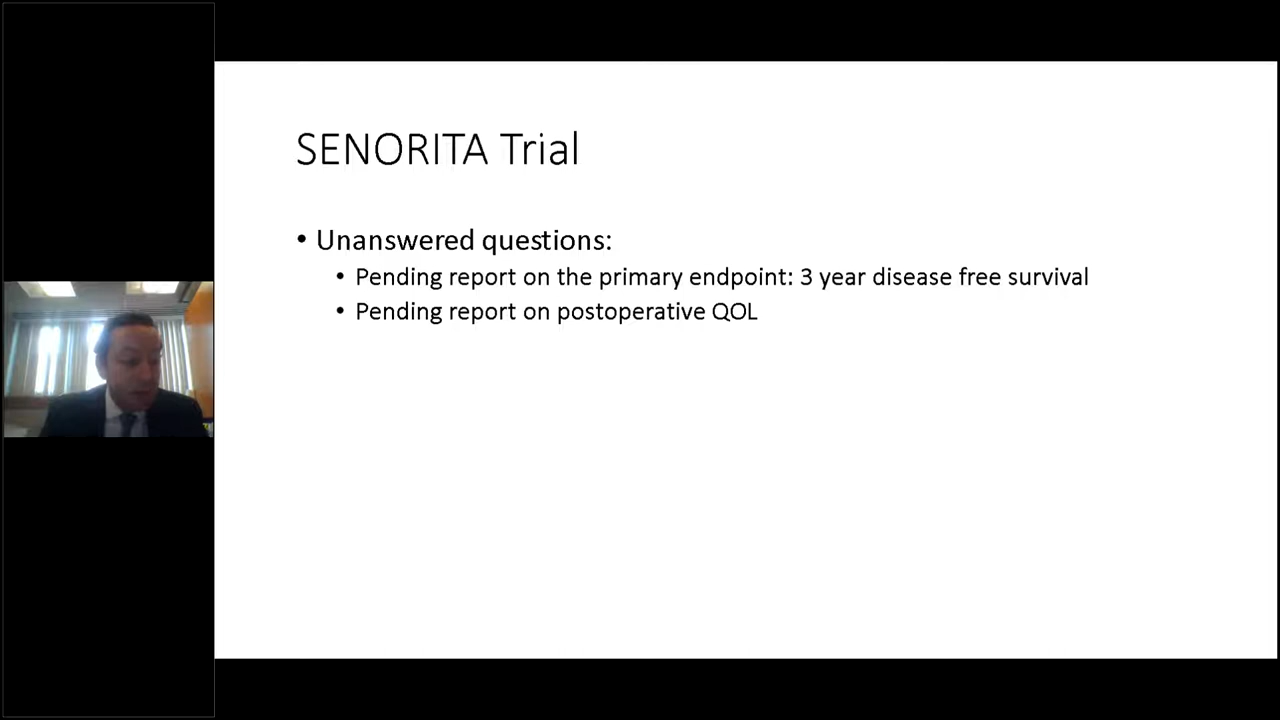 SENORITA Trial
• Unanswered questions:
• Pending report on the primary endpoint: 3 year disease free survival
• Pending report on postoperative QOL